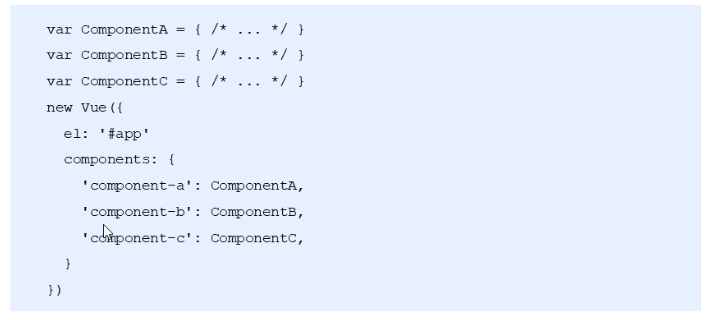 var ComponentA = { /* ... */ }
var ComponentB = { /* ... */ }
var ComponentC = { /* ... */ }
new Vue({
  el: '#app'
  components: {
    'component-a': ComponentA,
    'component-b': ComponentB,
    'component-c': ComponentC,
  }
})